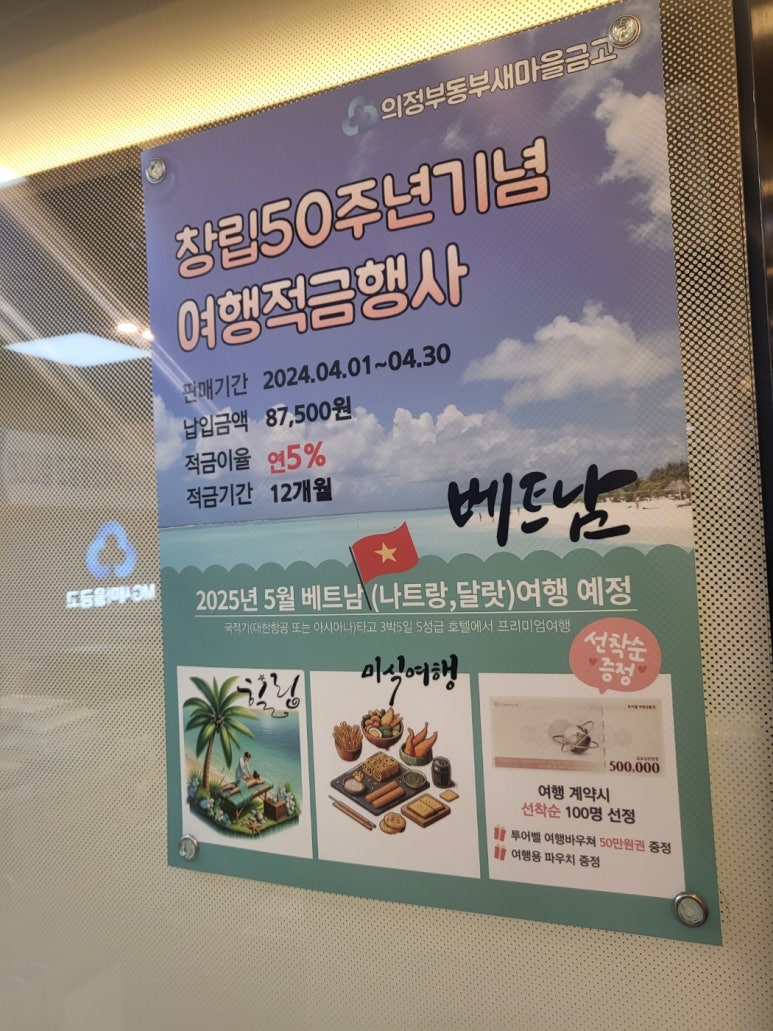 의정부동부새마을금고
창립50주년기념
여행적금행사
판매기간 2024.04.01~04.30
납입금액 87,500원
적금이율 연5%
적금기간 12개월
베트남
2025년 5월 베트남 (나트랑,달랏)여행 예정
국적기(대한항공 또는 아시아나)타고 3박5일 5성급 호텔에서 프리미엄여행
선착순
증정
힐링
미식여행
500.000
여행 계약시
선착순 100명 선정
투어벨 여행바우쳐 50만원권 증정
여행용 파우치 증정
MG새마을금고